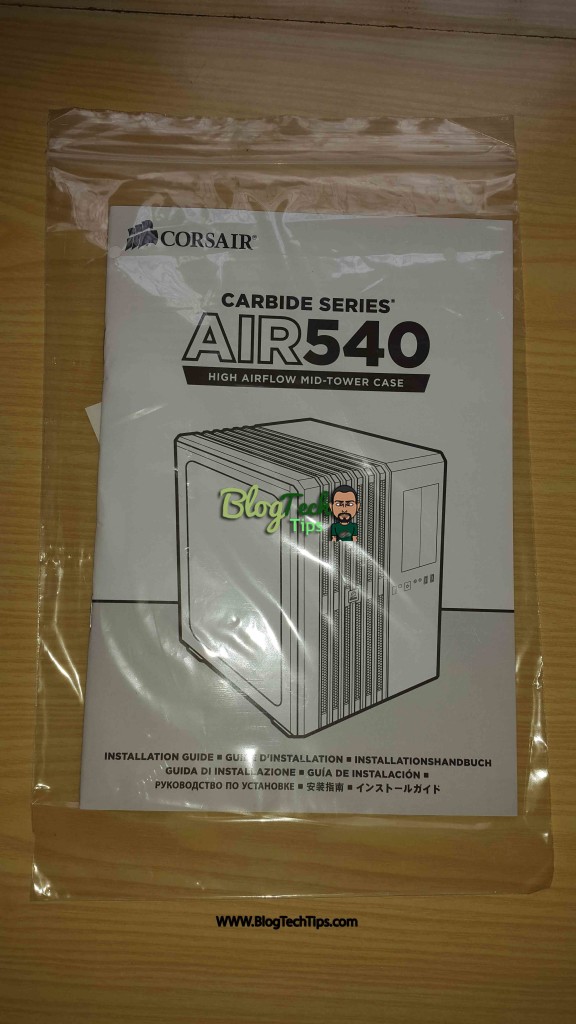 CORSAIR®
CARBIDE SERIES®
AIR540
HIGH AIRFLOW MID-TOWER CASE
BlogTech
Tips
INSTALLATION GUIDE ■ GUIDE D'INSTALLATION ■ INSTALLATIONSHANDBUCH
GUIDA DI INSTALLAZIONE ■ GUÍA DE INSTALACIÓN ■
РУКОВОДСТВО ПО УСТАНОВКЕ ■ 安装指南 ■ インストールガイド
WWW.BlogTechTips.com